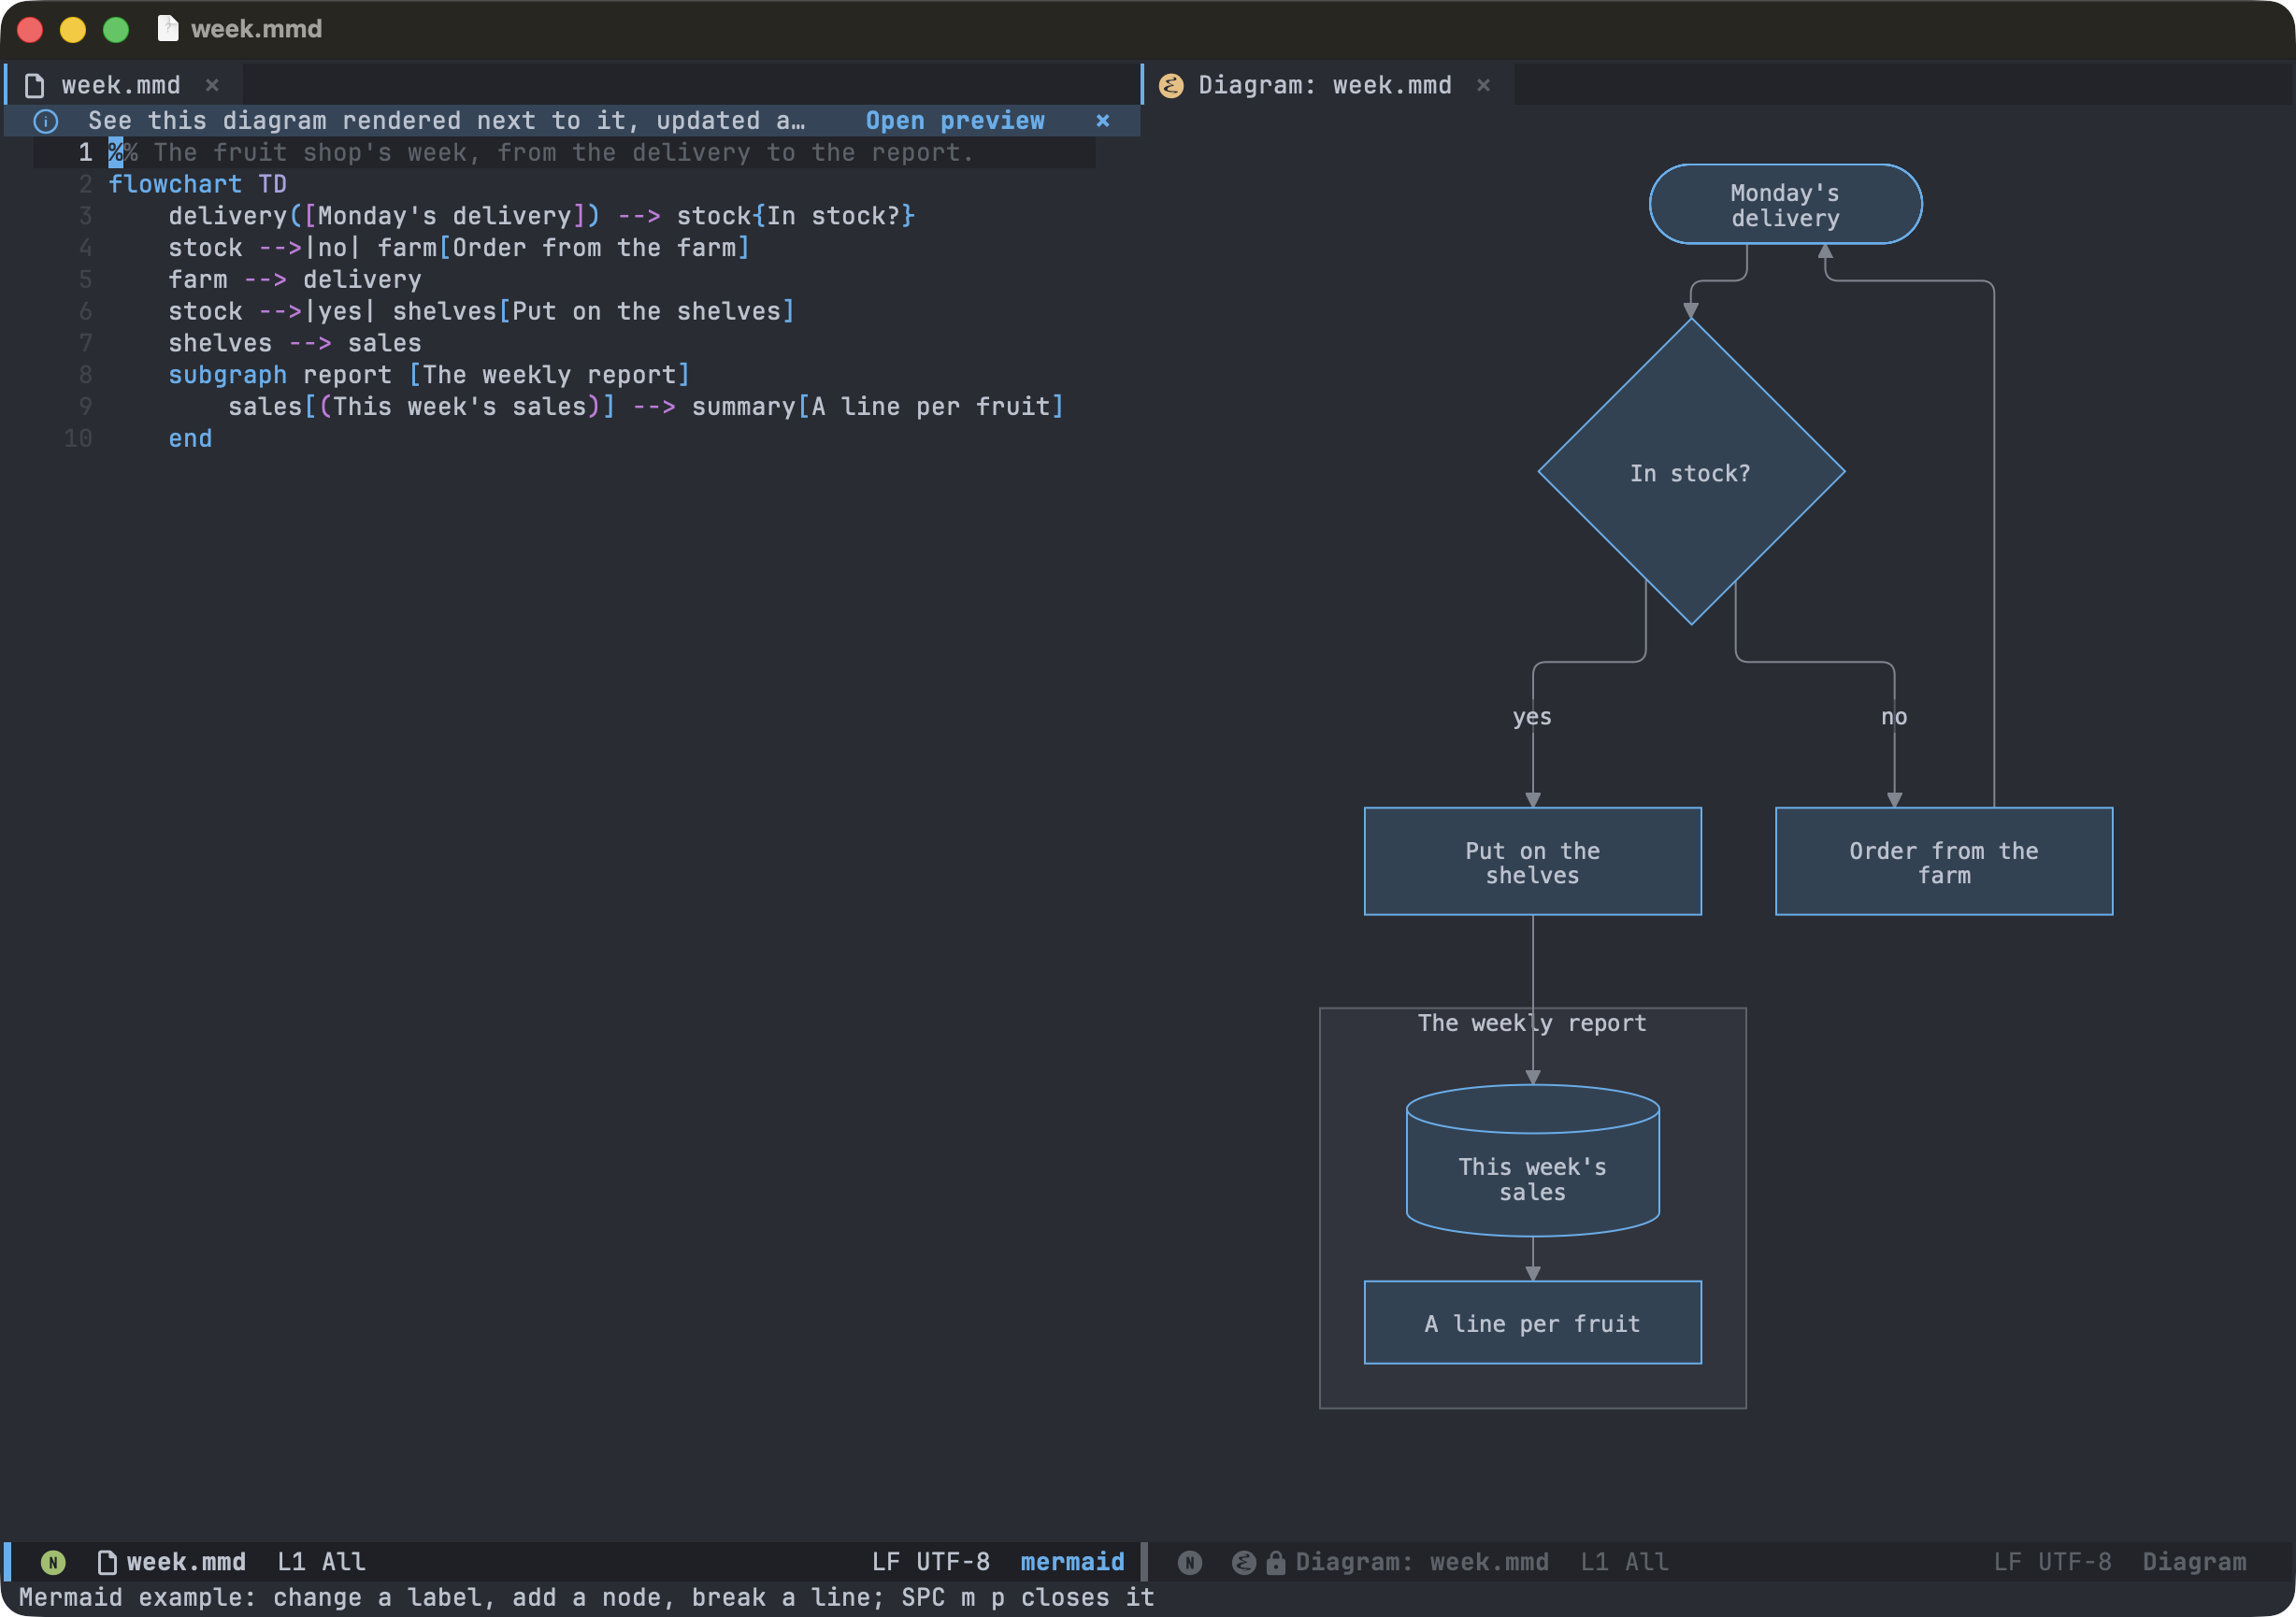 week.mmd
week.mmd ×
See this diagram rendered next to it, updated a… Open preview ×
1 %% The fruit shop's week, from the delivery to the report.
2 flowchart TD
3 delivery([Monday's delivery]) --> stock{In stock?}
4 stock -->|no| farm[Order from the farm]
5 farm --> delivery
6 stock -->|yes| shelves[Put on the shelves]
7 shelves --> sales
8 subgraph report [The weekly report]
9 sales[(This week's sales)] --> summary[A line per fruit]
10 end
Diagram: week.mmd ×
Monday's
delivery
In stock?
yes
no
Put on the
shelves
Order from the
farm
The weekly report
This week's
sales
A line per fruit
N week.mmd L1 All LF UTF-8 mermaid
N Diagram: week.mmd L1 All LF UTF-8 Diagram
Mermaid example: change a label, add a node, break a line; SPC m p closes it